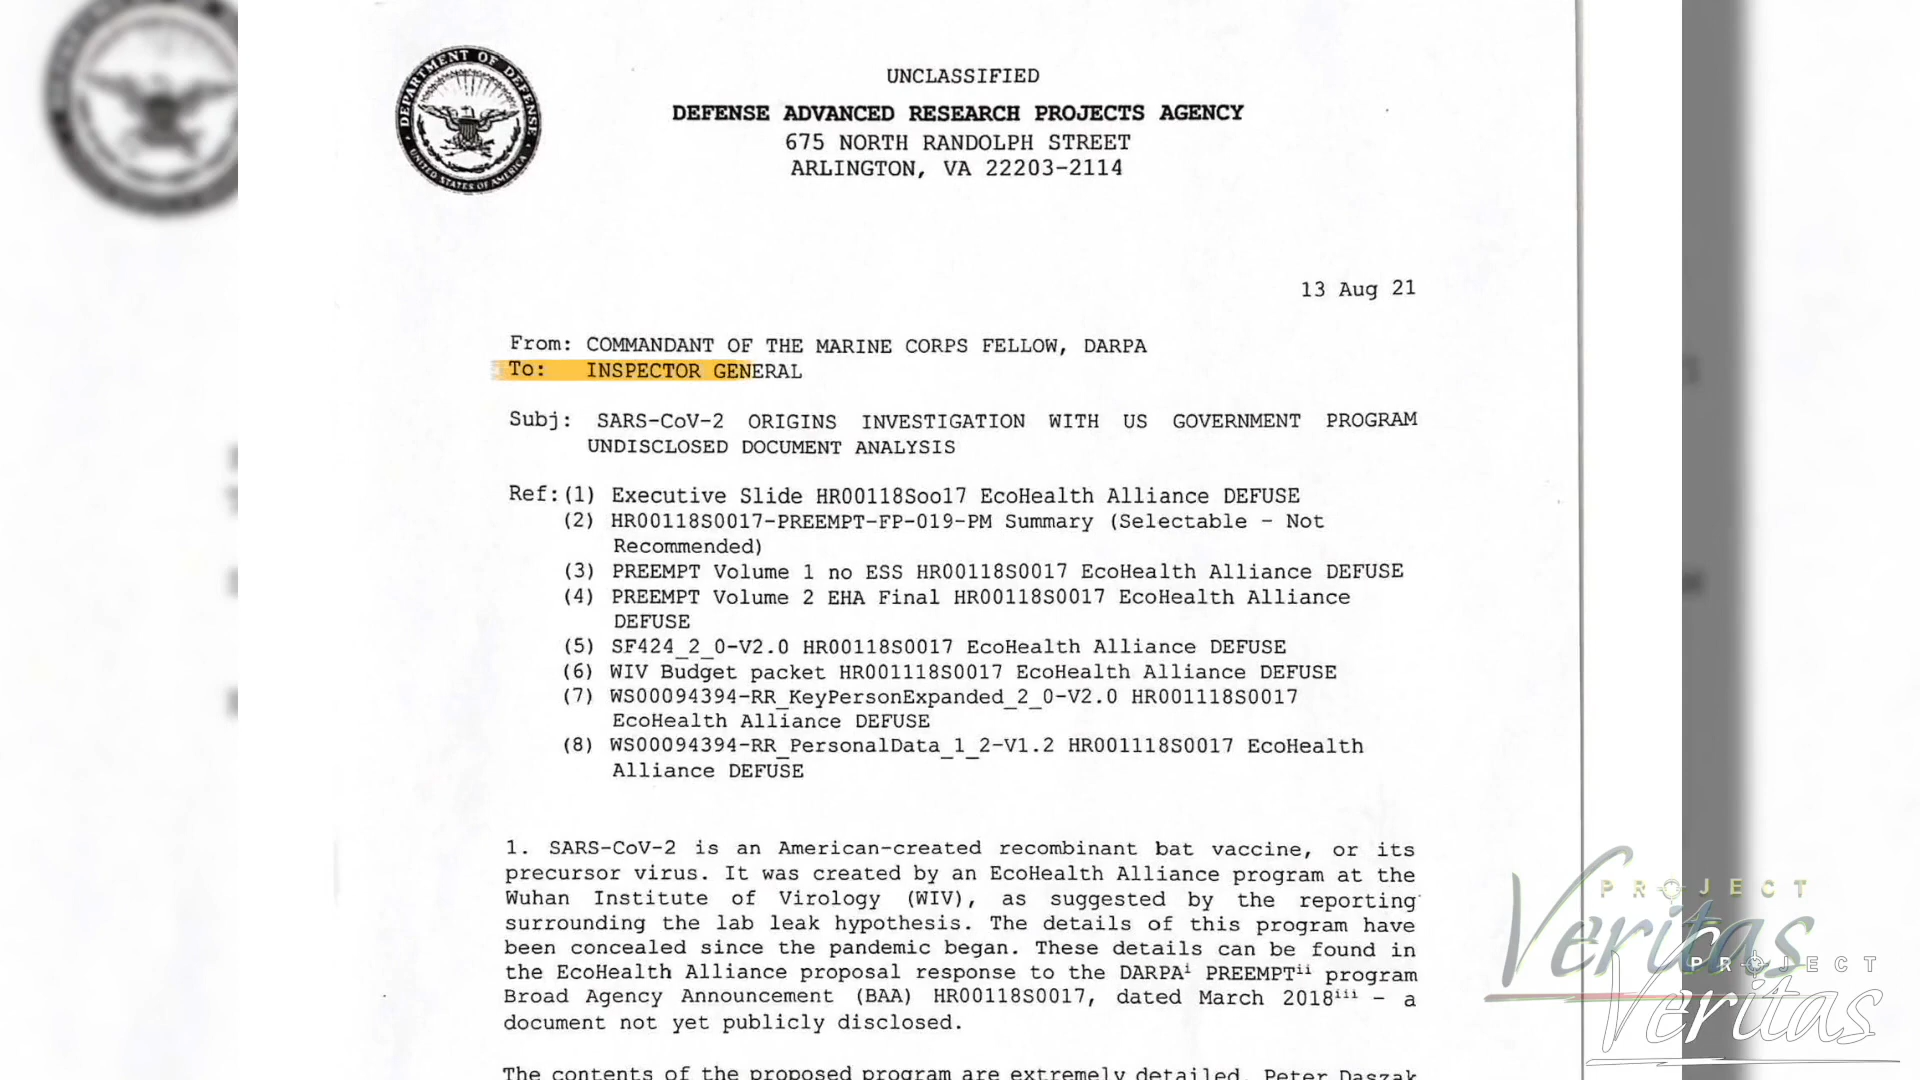 DEPARTMENT OF DEFENSE
UNITED STATES OF AMERICA
UNCLASSIFIED
DEFENSE ADVANCED RESEARCH PROJECTS AGENCY
675 NORTH RANDOLPH STREET
ARLINGTON, VA 22203-2114
13 Aug 21
From: COMMANDANT OF THE MARINE CORPS FELLOW, DARPA
To: INSPECTOR GENERAL
Subj: SARS-CoV-2 ORIGINS INVESTIGATION WITH US GOVERNMENT PROGRAM
UNDISCLOSED DOCUMENT ANALYSIS
Ref:(1) Executive Slide HR00118Soo17 EcoHealth Alliance DEFUSE
(2) HR00118S0017-PREEMPT-FP-019-PM Summary (Selectable - Not
Recommended)
(3) PREEMPT Volume 1 no ESS HR00118S0017 EcoHealth Alliance DEFUSE
(4) PREEMPT Volume 2 EHA Final HR00118S0017 EcoHealth Alliance
DEFUSE
(5) SF424_2_0-V2.0 HR00118S0017 EcoHealth Alliance DEFUSE
(6) WIV Budget packet HR001118S0017 EcoHealth Alliance DEFUSE
(7) WS00094394-RR_KeyPersonExpanded_2_0-V2.0 HR001118S0017
EcoHealth Alliance DEFUSE
(8) WS00094394-RR_PersonalData_1_2-V1.2 HR001118S0017 EcoHealth
Alliance DEFUSE
1. SARS-CoV-2 is an American-created recombinant bat vaccine, or its
precursor virus. It was created by an EcoHealth Alliance program at the
Wuhan Institute of Virology (WIV), as suggested by the reporting
surrounding the lab leak hypothesis. The details of this program have
been concealed since the pandemic began. These details can be found in
the EcoHealth Alliance proposal response to the DARPAⁱ PREEMPTⁱⁱ program
Broad Agency Announcement (BAA) HR00118S0017, dated March 2018ⁱⁱⁱ - a
document not yet publicly disclosed.
The contents of the proposed program are extremely detailed. Peter Daszak
PROJECT
Veritas
PROJECT
Veritas